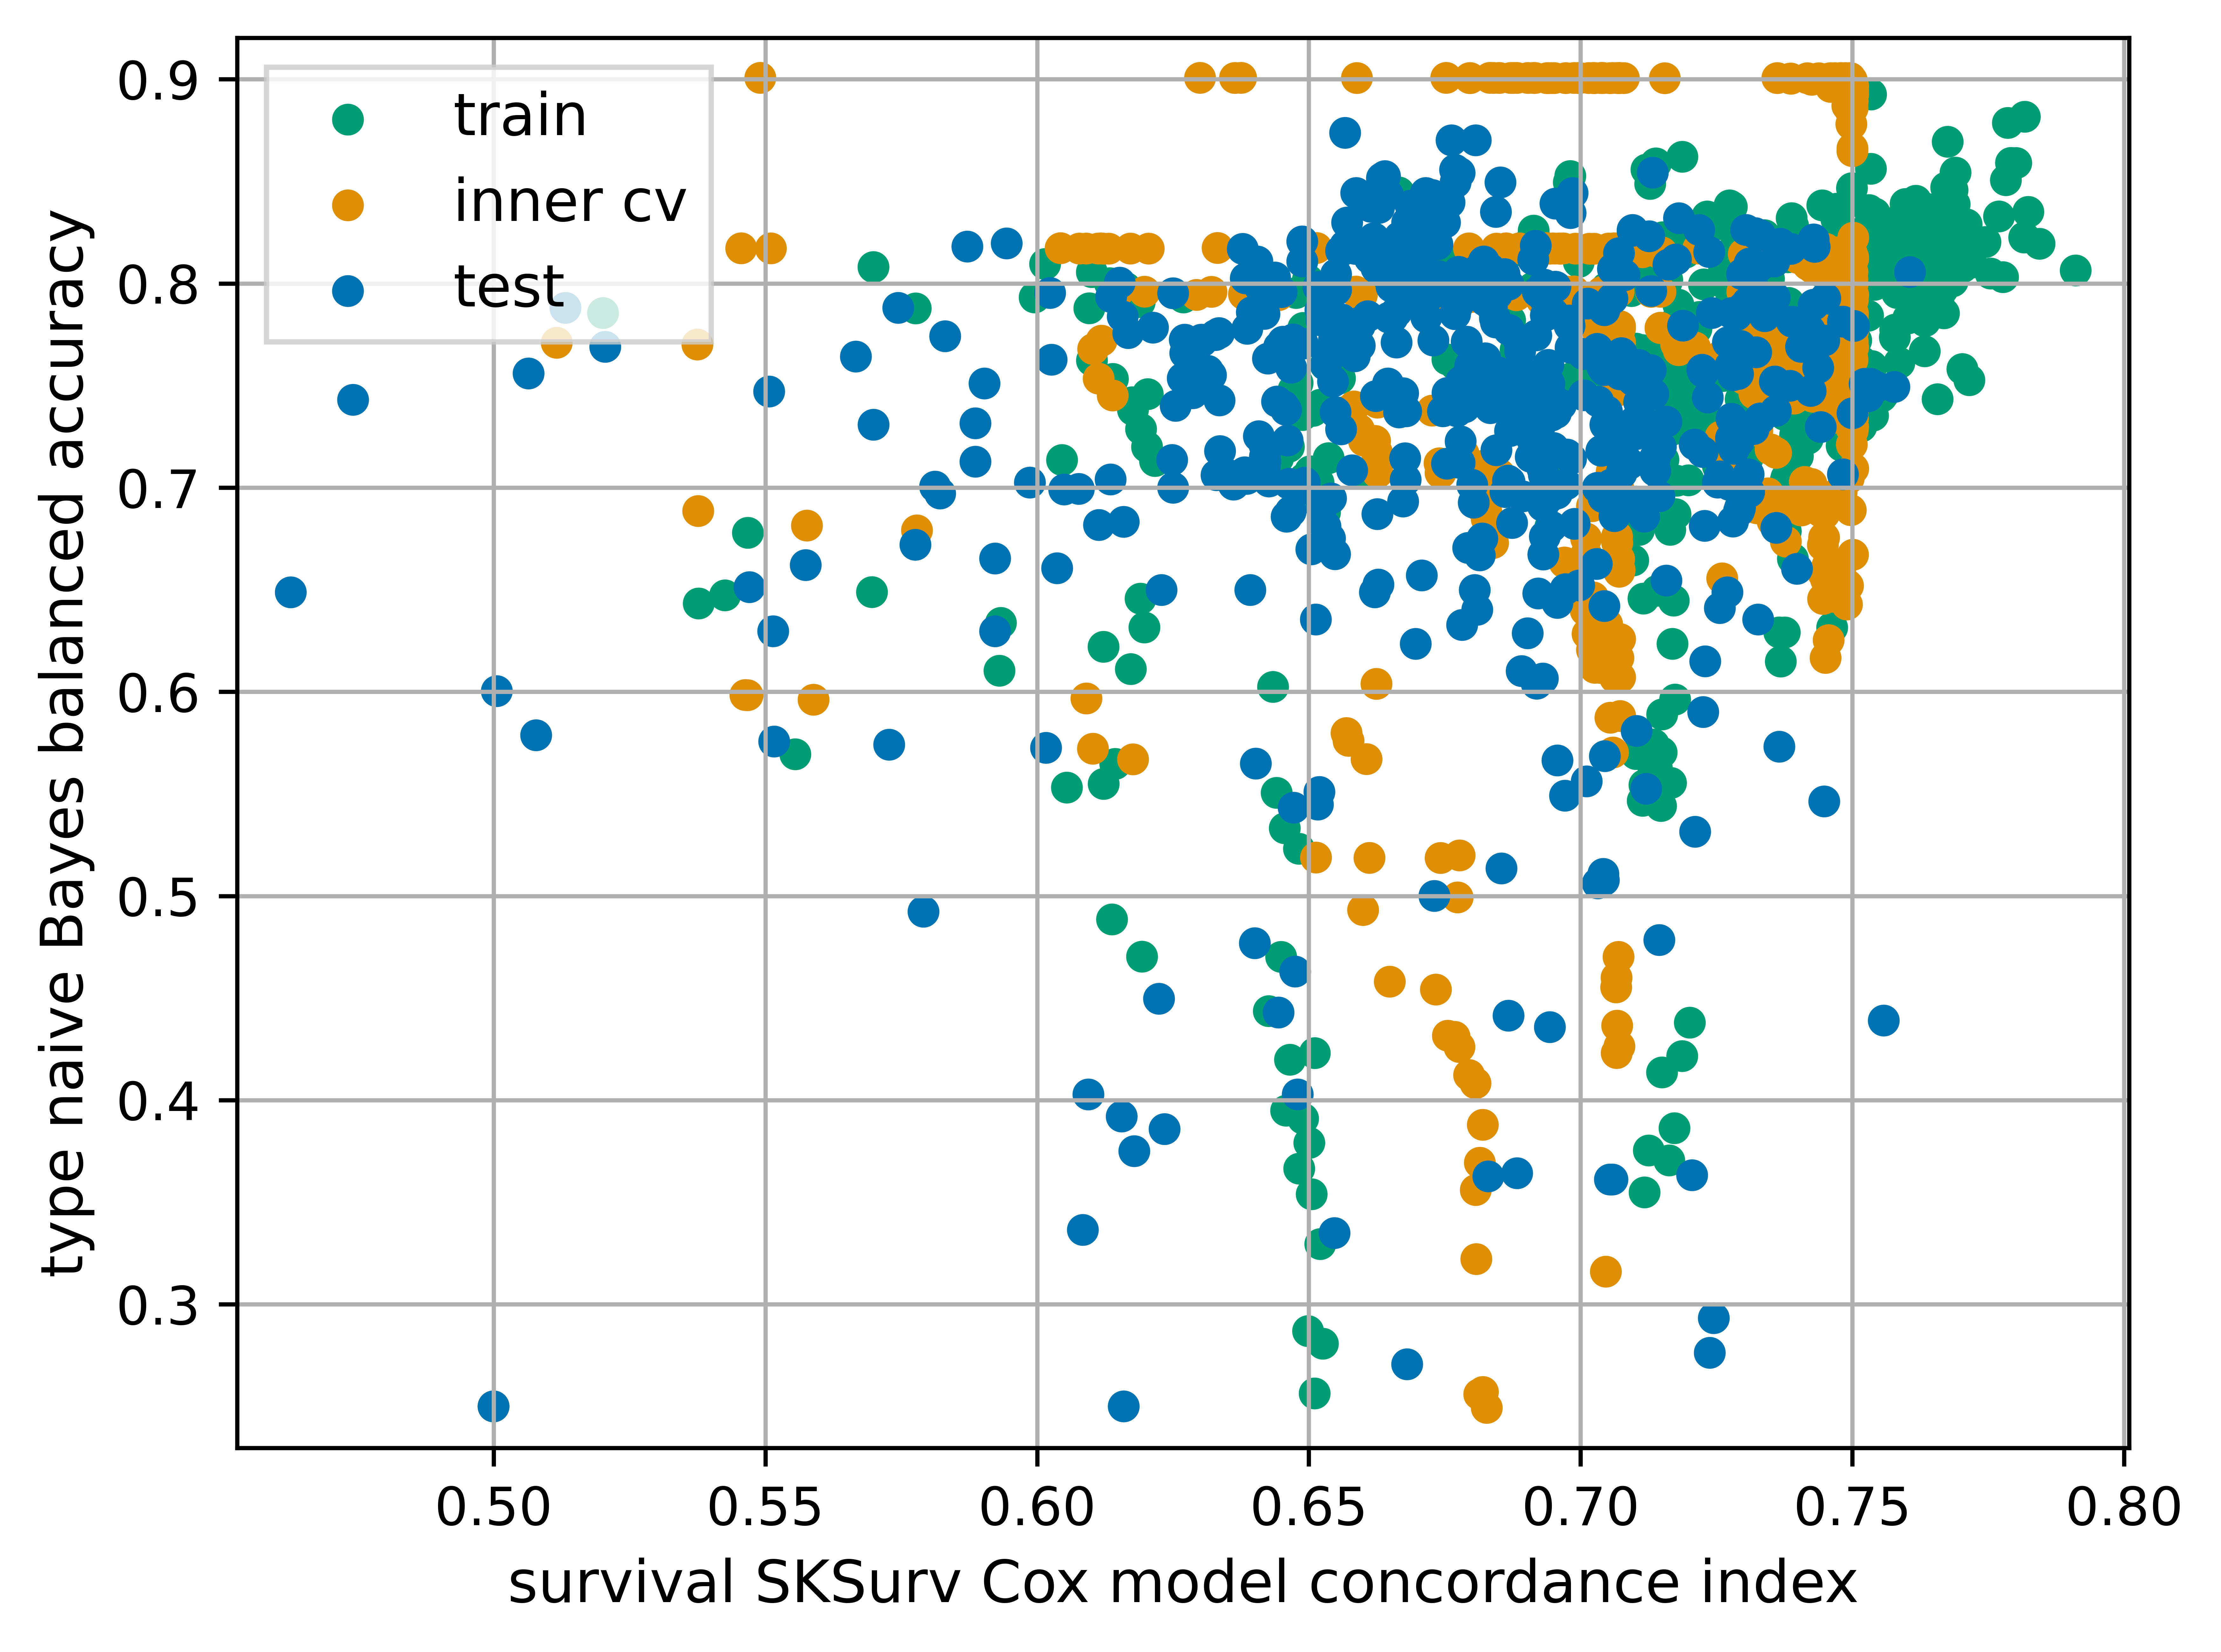 0.9
0.8
0.7
0.6
0.5
0.4
0.3
type naive Bayes balanced accuracy
train
inner cv
test
0.50 0.55 0.60 0.65 0.70 0.75 0.80
survival SKSurv Cox model concordance index